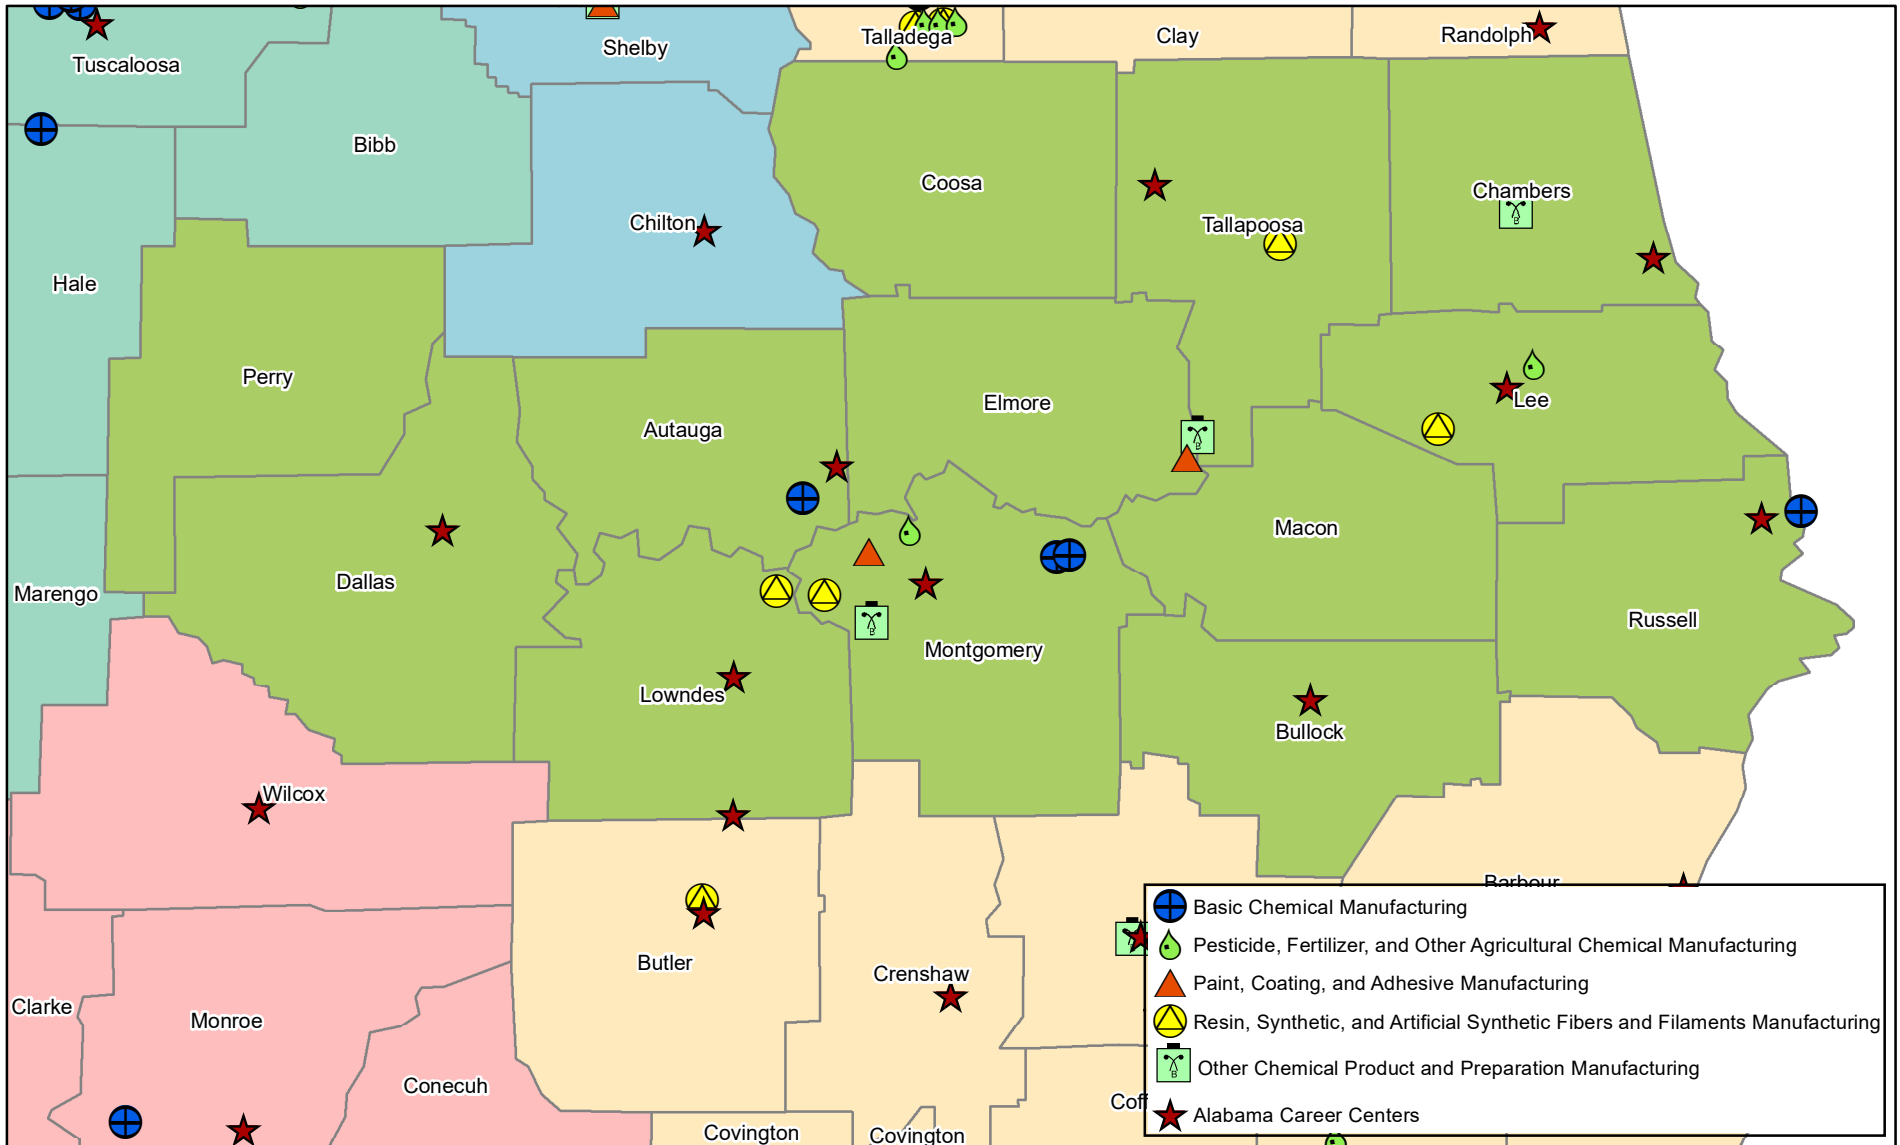 Talladega
Clay
Randolph
Shelby
Tuscaloosa
Bibb
Coosa
Chambers
Chilton
Tallapoosa
Hale
Perry
Elmore
Lee
Autauga
Macon
Dallas
Marengo
Russell
Montgomery
Lowndes
Bullock
Wilcox
Barbour
Basic Chemical Manufacturing
Pesticide, Fertilizer, and Other Agricultural Chemical Manufacturing
Butler
Crenshaw
Paint, Coating, and Adhesive Manufacturing
Clarke
Monroe
Resin, Synthetic, and Artificial Synthetic Fibers and Filaments Manufacturing
B Other Chemical Product and Preparation Manufacturing
Conecuh
Coff
Alabama Career Centers
Covington
Covington